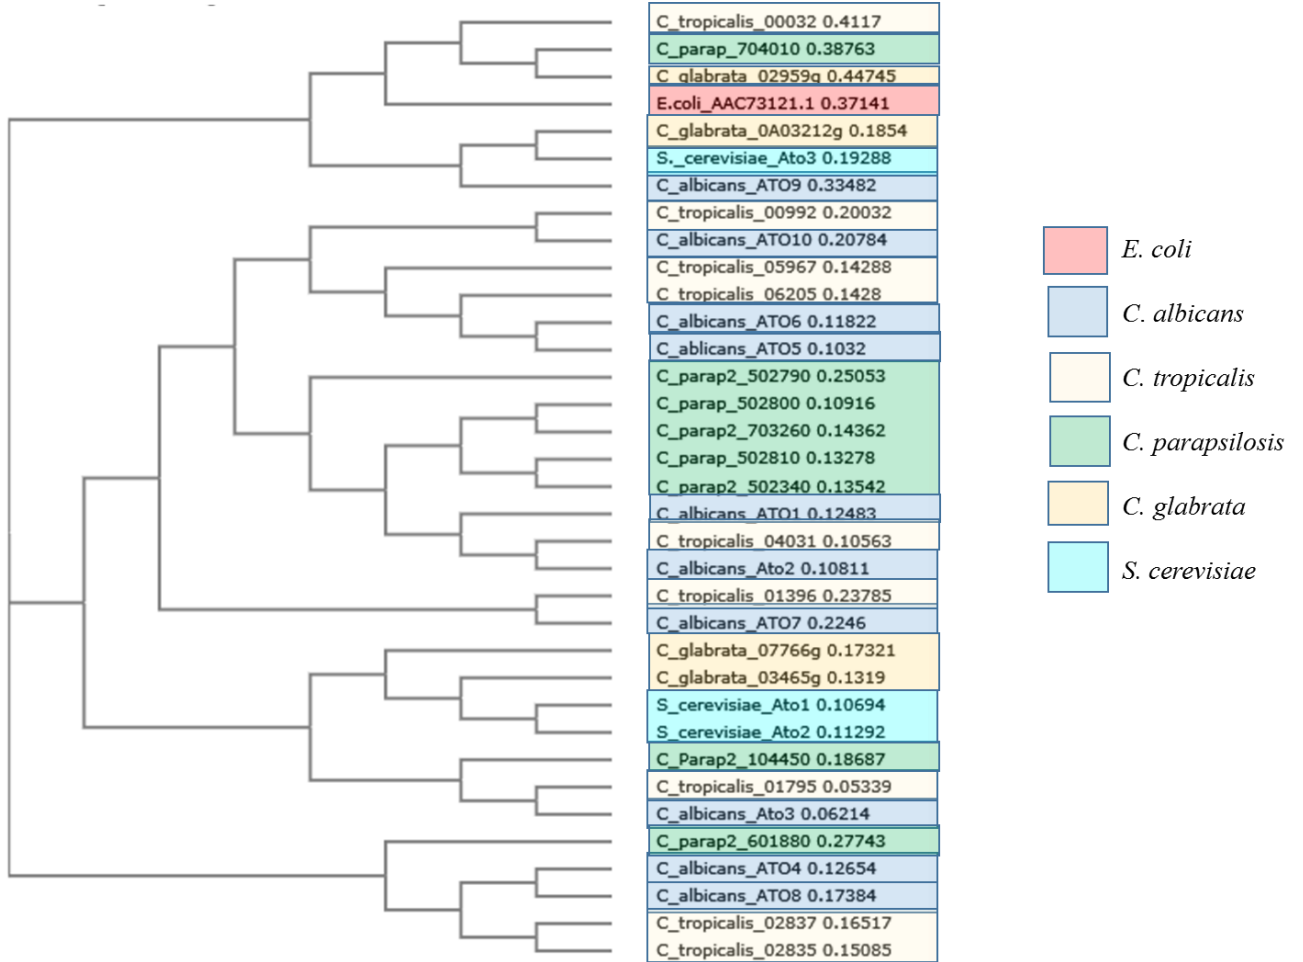 C_tropicalis_00032 0.4117
C_parap_704010 0.38763
C_glabrata_02959g 0.44745
E.coli_AAC73121.1 0.37141
C_glabrata_0A03212g 0.1854
S._cerevisiae_Ato3 0.19288
C_albicans_ATO9 0.33482
C_tropicalis_00992 0.20032
C_albicans_ATO10 0.20784
C_tropicalis_05967 0.14288
C_tropicalis_06205 0.1428
C_albicans_ATO6 0.11822
C_ablicans_ATO5 0.1032
C_parap2_502790 0.25053
C_parap_502800 0.10916
C_parap2_703260 0.14362
C_parap_502810 0.13278
C_parap2_502340 0.13542
C_albicans_ATO1 0.12483
C_tropicalis_04031 0.10563
C_albicans_Ato2 0.10811
C_tropicalis_01396 0.23785
C_albicans_ATO7 0.2246
C_glabrata_07766g 0.17321
C_glabrata_03465g 0.1319
S_cerevisiae_Ato1 0.10694
S_cerevisiae_Ato2 0.11292
C_Parap2_104450 0.18687
C_tropicalis_01795 0.05339
C_albicans_Ato3 0.06214
C_parap2_601880 0.27743
C_albicans_ATO4 0.12654
C_albicans_ATO8 0.17384
C_tropicalis_02837 0.16517
C_tropicalis_02835 0.15085
E. coli
C. albicans
C. tropicalis
C. parapsilosis
C. glabrata
S. cerevisiae